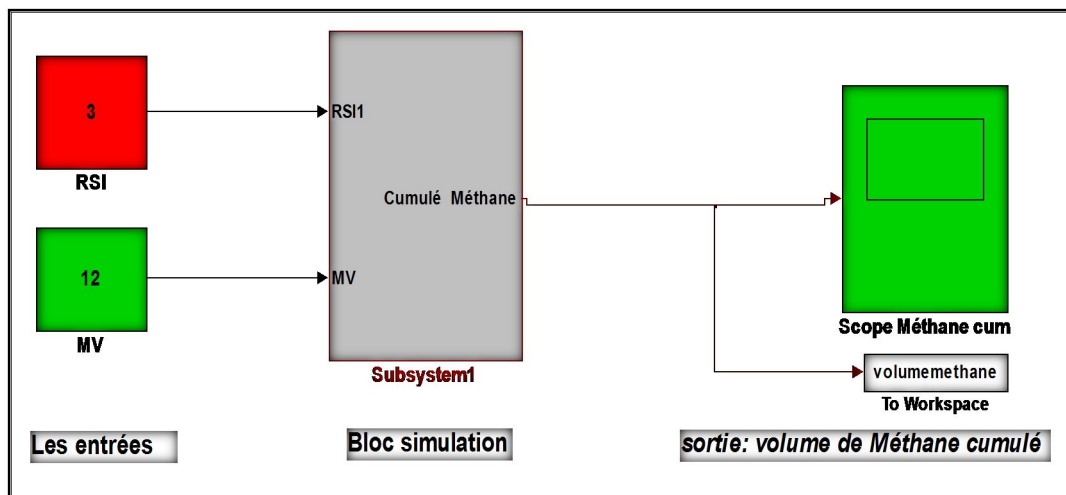 3
RSI
12
MV
RSI1
Cumulé Méthane
MV
Subsystem1
Scope Méthane cum
volumemethane
To Workspace
Les entrées
Bloc simulation
sortie: volume de Méthane cumulé